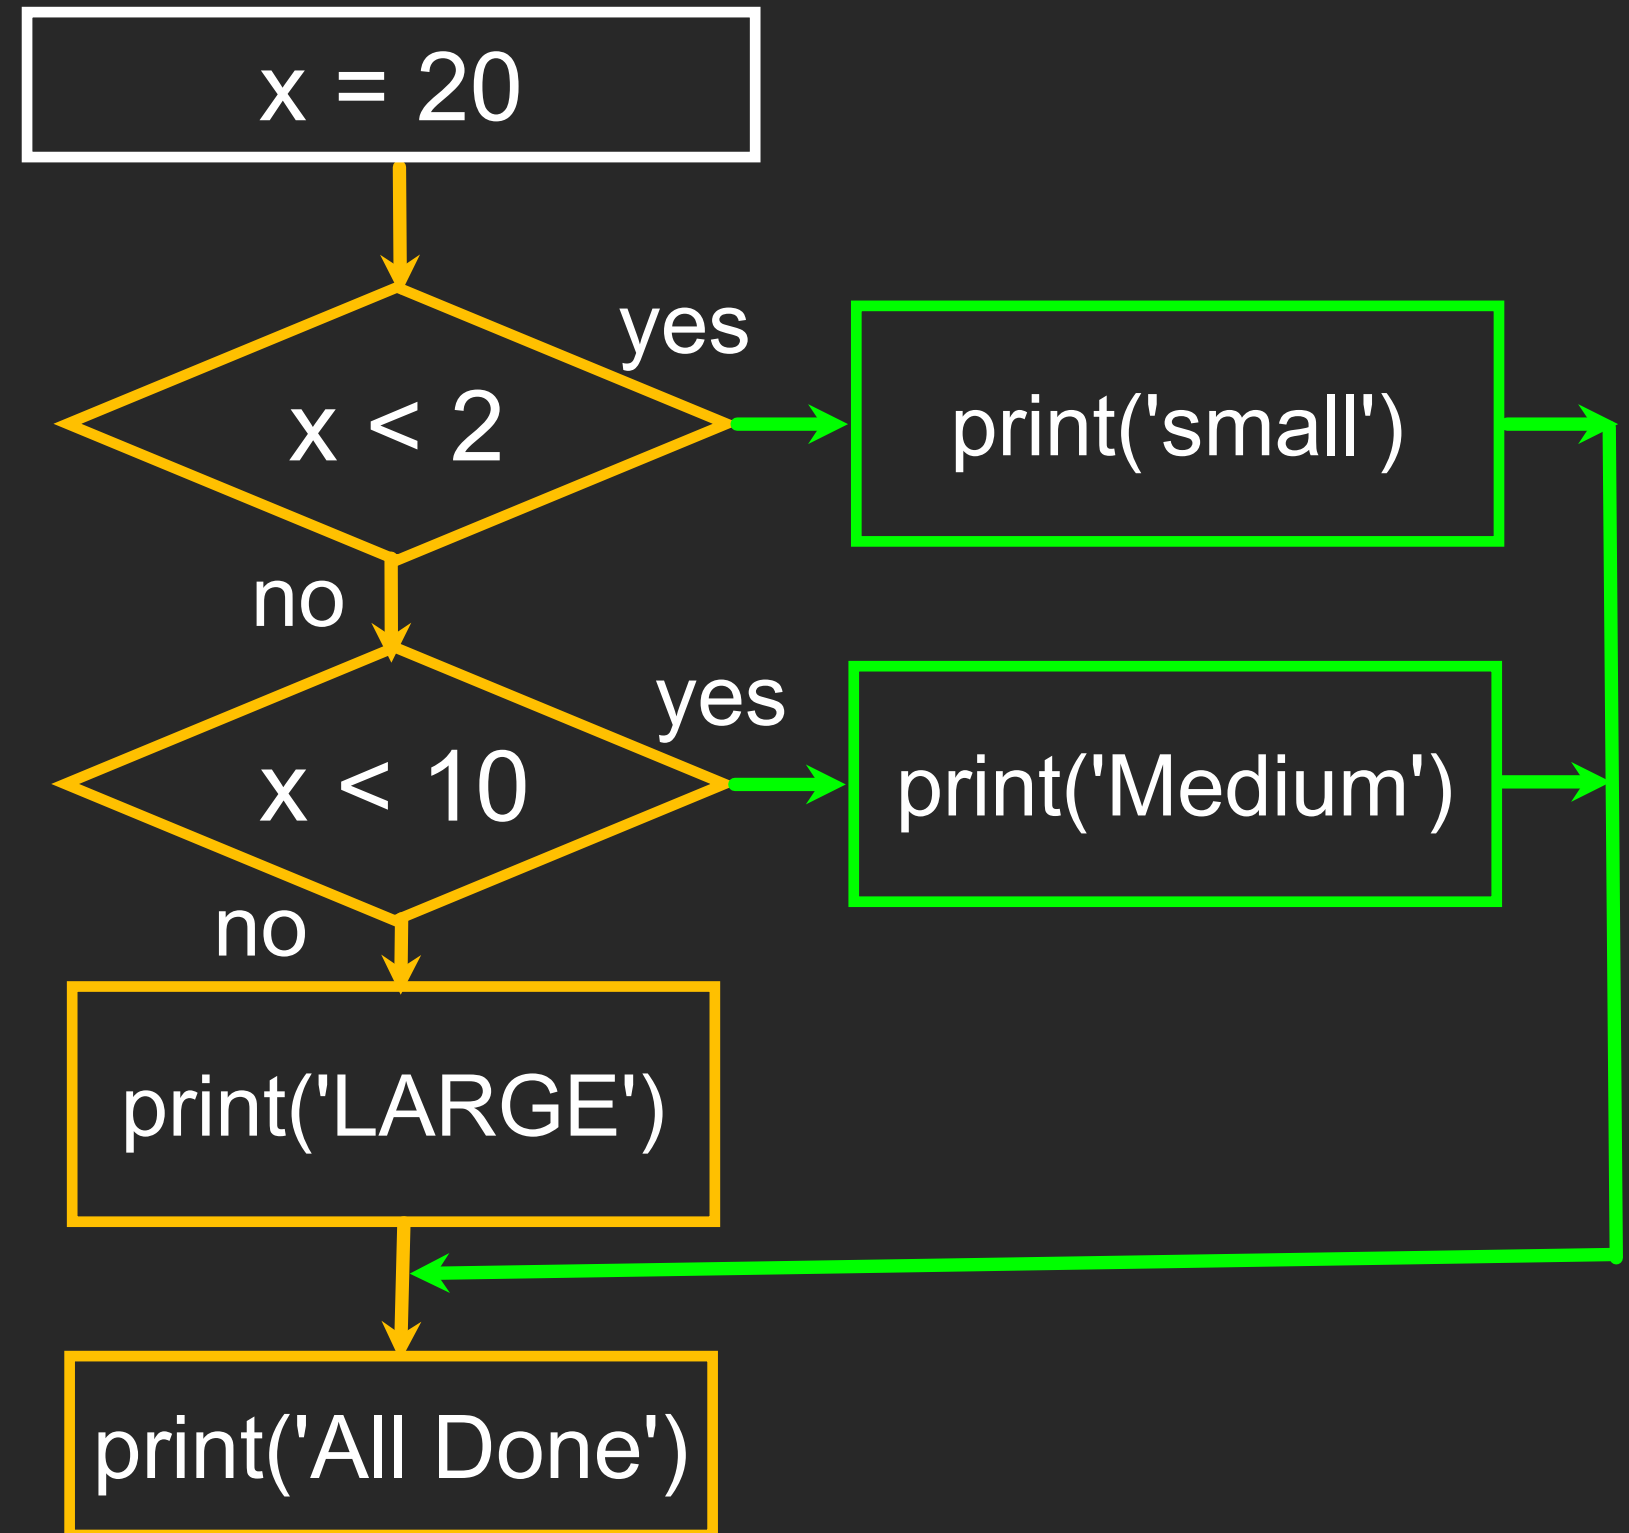 x = 20
yes
x < 2
print('small')
no
yes
x < 10
print('Medium')
no
print('LARGE')
print('All Done')